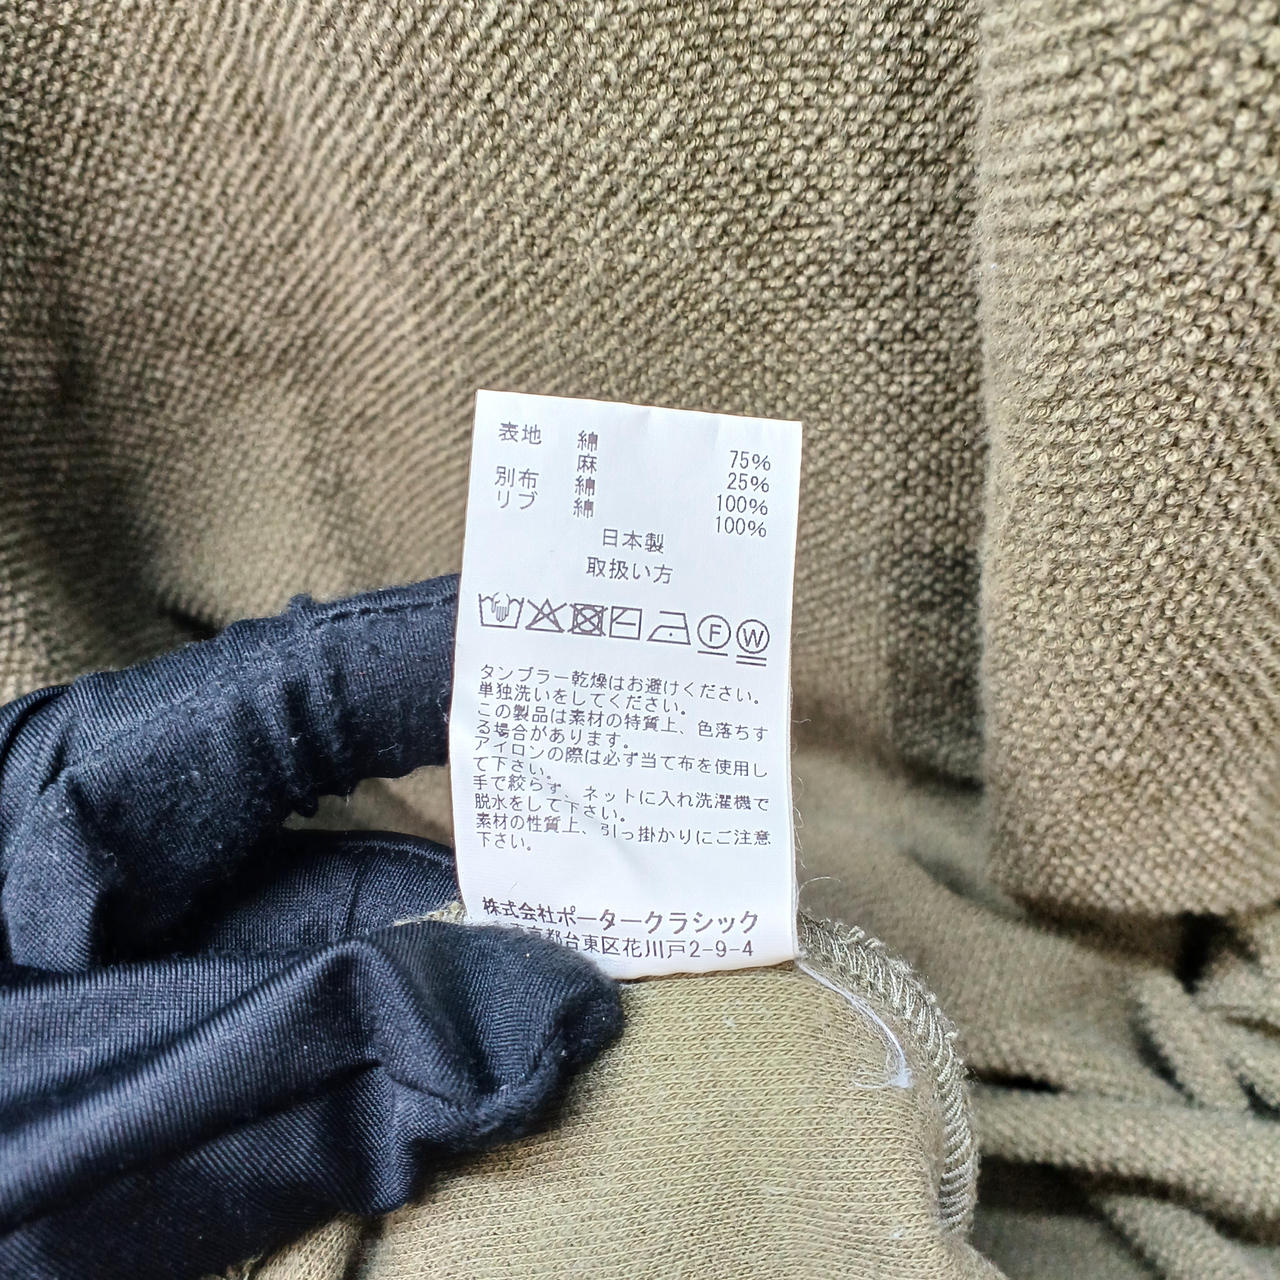 表地 綿 75%
麻 25%
別布 綿 100%
リブ 綿 100%
日本製
取扱い方
F W
タンブラー乾燥はお避けください。
単独洗いをしてください。
この製品は素材の特質上、色落ちす
る場合があります。
アイロンの際は必ず当て布を使用し
て下さい。
手で絞らず、ネットに入れ洗濯機で
脱水をして下さい。
素材の性質上、引っ掛かりにご注意
下さい。
株式会社ポータークラシック
京都台東区花川戸2-9-4